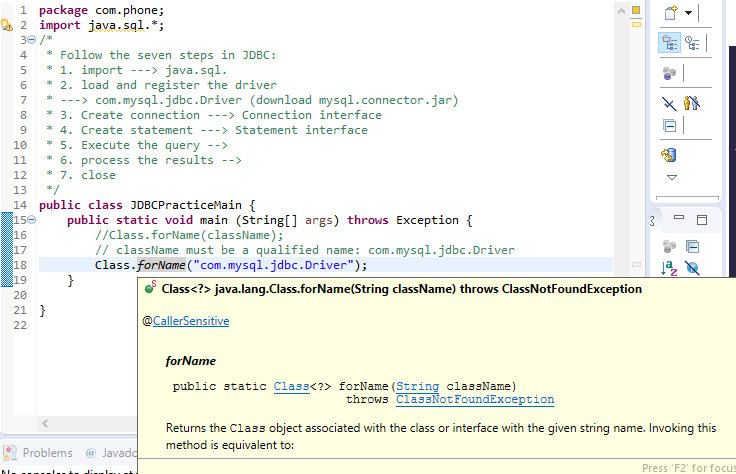 1 package com.phone;
2 import java.sql.*;
3 /*
4 * Follow the seven steps in JDBC:
5 * 1. import ---> java.sql.
6 * 2. load and register the driver
7 * ---> com.mysql.jdbc.Driver (download mysql.connector.jar)
8 * 3. Create connection ---> Connection interface
9 * 4. Create statement ---> Statement interface
10 * 5. Execute the query -->
11 * 6. process the results -->
12 * 7. close
13 */
14 public class JDBCPracticeMain {
15 public static void main (String[] args) throws Exception {
16 //Class.forName(className);
17 // className must be a qualified name: com.mysql.jdbc.Driver
18 Class.forName("com.mysql.jdbc.Driver");
19 }
20
21 }
22
Class<?> java.lang.Class.forName(String className) throws ClassNotFoundException
@CallerSensitive
forName
public static Class<?> forName(String className)
throws ClassNotFoundException
Returns the Class object associated with the class or interface with the given string name. Invoking this
method is equivalent to:
Problems @ Javado
Press 'F2' for focus